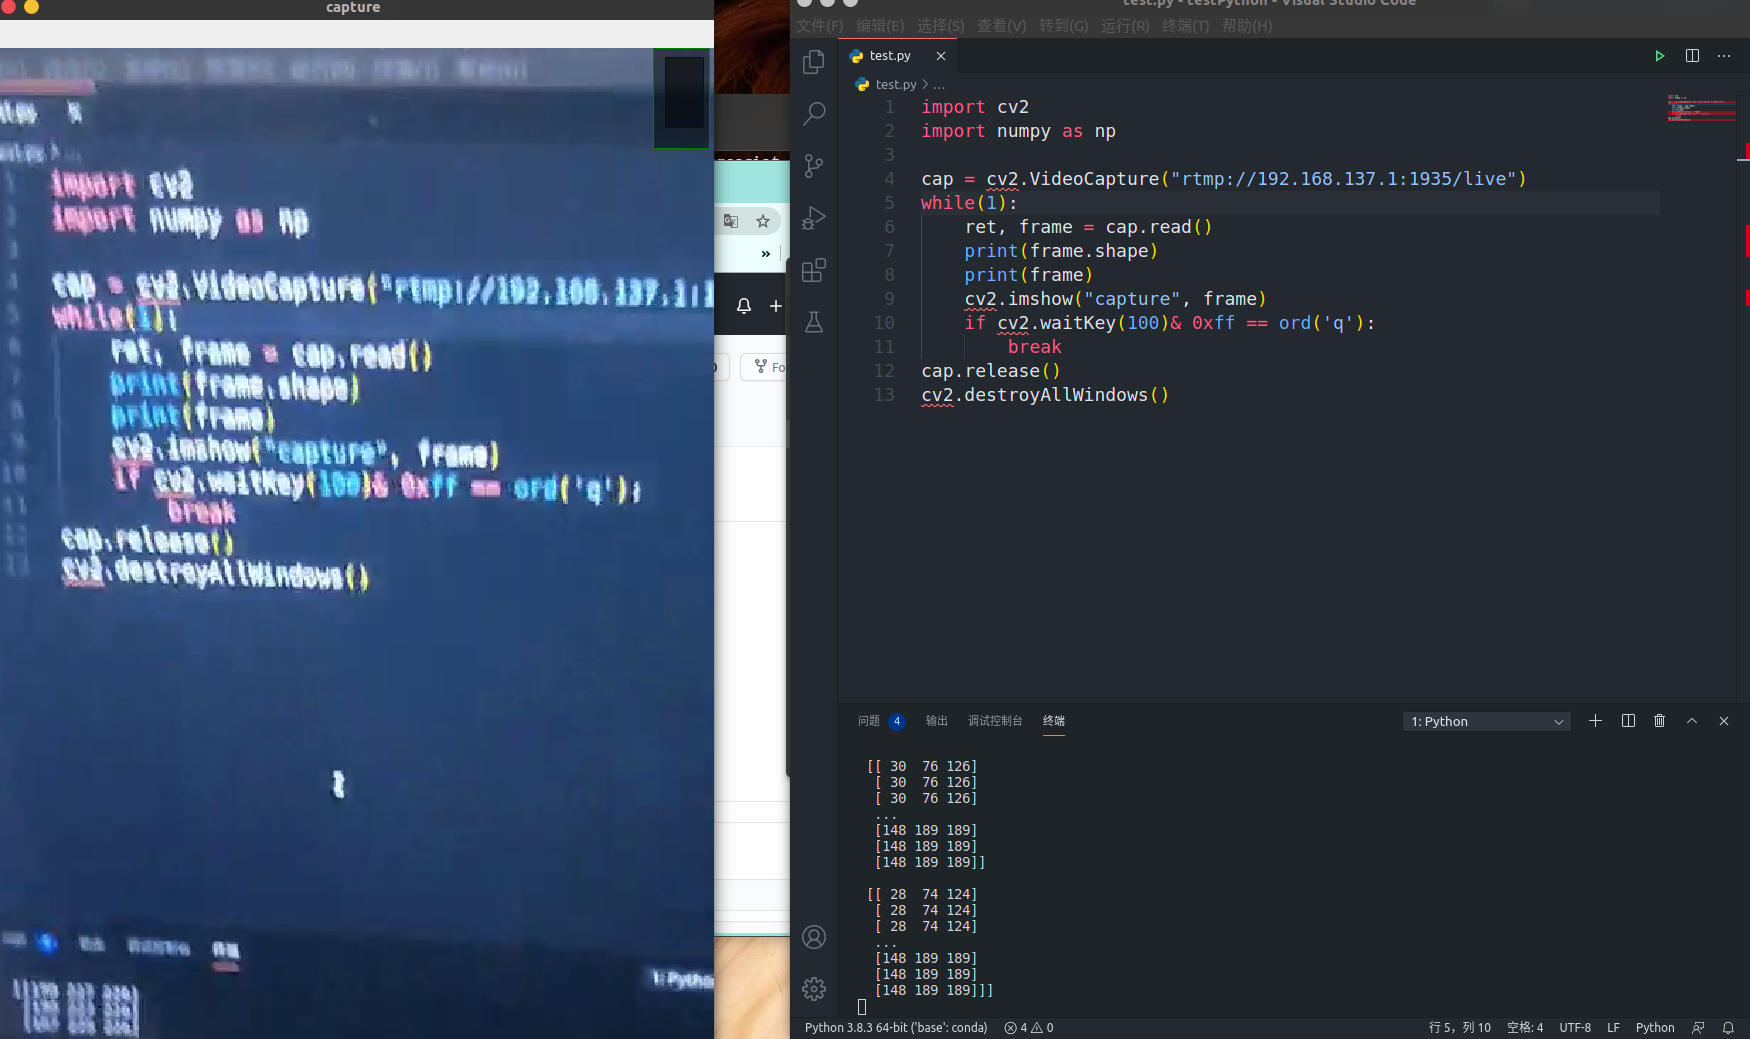 capture
import cv2
import numpy as np
cap = cv2.VideoCapture("rtmp://192.168.137.1:1
while(1):
ret, frame = cap.read()
print(frame.shape)
print(frame)
cv2.imshow("capture", frame)
if cv2.waitKey(100)& 0xff == ord('q'):
break
cap.release()
cv2.destroyAllWindows()
1: Python
»
Fo
test.py - testPython - Visual Studio Code
文件(F) 编辑(E) 选择(S) 查看(V) 转到(G) 运行(R) 终端(T) 帮助(H)
test.py
test.py > ...
1 import cv2
2 import numpy as np
3
4 cap = cv2.VideoCapture("rtmp://192.168.137.1:1935/live")
5 while(1):
6 ret, frame = cap.read()
7 print(frame.shape)
8 print(frame)
9 cv2.imshow("capture", frame)
10 if cv2.waitKey(100)& 0xff == ord('q'):
11 break
12 cap.release()
13 cv2.destroyAllWindows()
问题 4 输出 调试控制台 终端
1: Python
[[ 30 76 126]
[ 30 76 126]
[ 30 76 126]
...
[148 189 189]
[148 189 189]
[148 189 189]]
[[ 28 74 124]
[ 28 74 124]
[ 28 74 124]
...
[148 189 189]
[148 189 189]
[148 189 189]]]
Python 3.8.3 64-bit ('base': conda) 4 0
行 5，列 10 空格: 4 UTF-8 LF Python